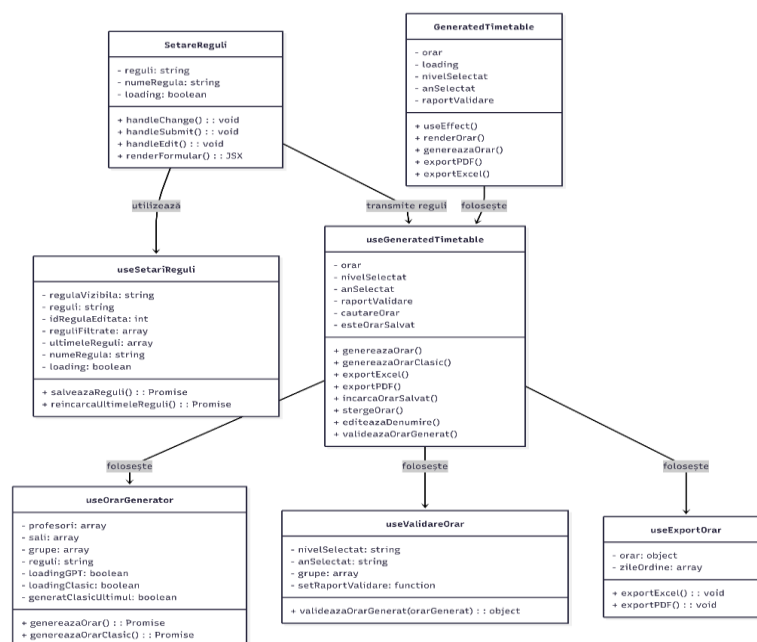 SetareReguli
- reguli: string
- numeRegula: string
- loading: boolean
+ handleChange() : : void
+ handleSubmit() : : void
+ handleEdit() : : void
+ renderFormular() : : JSX
GeneratedTimetable
- orar
- loading
- nivelSelectat
- anSelectat
- raportValidare
+ useEffect()
+ renderOrar()
+ genereazaOrar()
+ exportPDF()
+ exportExcel()
utilizează
transmite reguli
folosește
useSetariReguli
- regulaVizibila: string
- reguli: string
- idRegulaEditata: int
- reguliFiltrate: array
- ultimeleReguli: array
- numeRegula: string
- loading: boolean
+ salveazaReguli() : : Promise
+ reincarcaUltimeleReguli() : : Promise
useGeneratedTimetable
- orar
- nivelSelectat
- anSelectat
- raportValidare
- cautareOrar
- esteOrarSalvat
+ genereazaOrar()
+ genereazaOrarClasic()
+ exportExcel()
+ exportPDF()
+ incarcaOrarSalvat()
+ stergeOrar()
+ editeazaDenumire()
+ valideazaOrarGenerat()
folosește
folosește
folosește
useOrarGenerator
- profesori: array
- sali: array
- grupe: array
- reguli: string
- loadingGPT: boolean
- loadingClasic: boolean
- generatClasicUltimul: boolean
+ genereazaOrar() : : Promise
+ genereazaOrarClasic() : : Promise
useValidareOrar
- nivelSelectat: string
- anSelectat: string
- grupe: array
- setRaportValidare: function
+ valideazaOrarGenerat(orarGenerat) : : object
useExportOrar
- orar: object
- zileOrdine: array
+ exportExcel() : : void
+ exportPDF() : : void